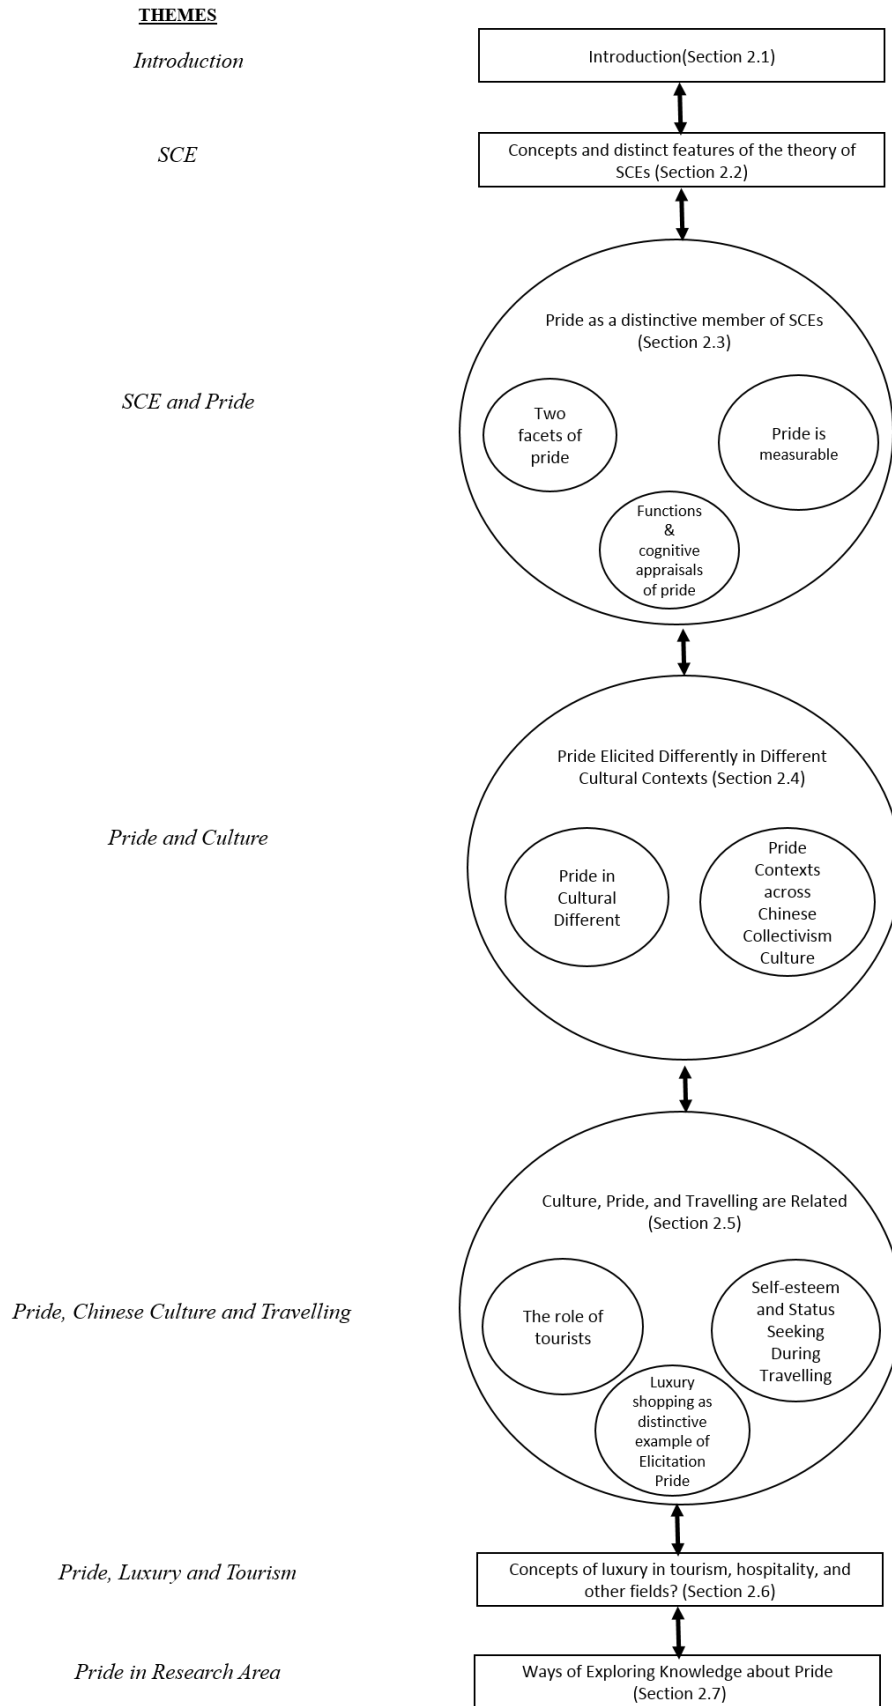 THEMES
Introduction
Introduction(Section 2.1)
SCE
Concepts and distinct features of the theory of
SCEs (Section 2.2)
SCE and Pride
Pride as a distinctive member of SCEs
(Section 2.3)
Two
facets of
pride
Pride is
measurable
Functions
&
cognitive
appraisals
of pride
Pride and Culture
Pride Elicited Differently in Different
Cultural Contexts (Section 2.4)
Pride in
Cultural
Different
Pride
Contexts
across
Chinese
Collectivism
Culture
Pride, Chinese Culture and Travelling
Culture, Pride, and Travelling are Related
(Section 2.5)
The role of
tourists
Self-esteem
and Status
Seeking
During
Travelling
Luxury
shopping as
distinctive
example of
Elicitation
Pride
Pride, Luxury and Tourism
Concepts of luxury in tourism, hospitality, and
other fields? (Section 2.6)
Pride in Research Area
Ways of Exploring Knowledge about Pride
(Section 2.7)